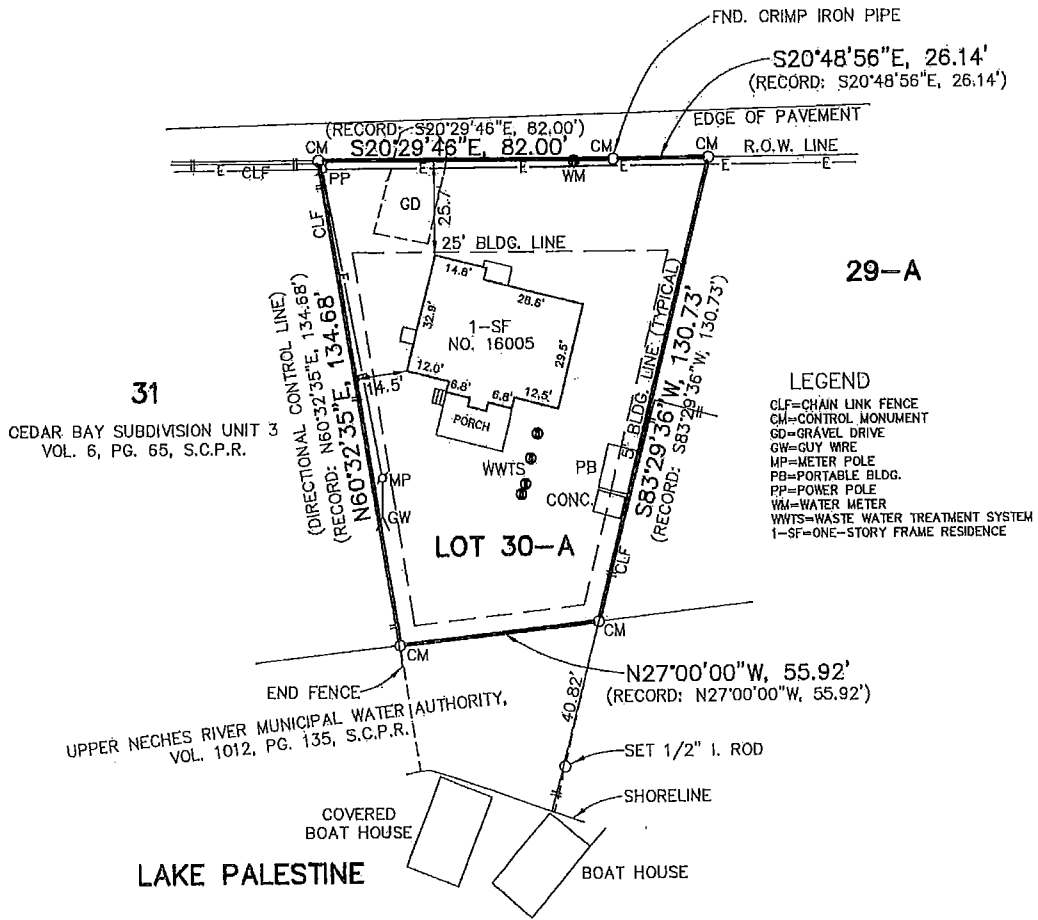 FND. CRIMP IRON PIPE
S20°48'56"E, 26.14'
(RECORD: S20°48'56"E, 26.14')
EDGE OF PAVEMENT
(RECORD: S20°29'46"E, 82.00')
S20°29'46"E, 82.00'
CM
CM
CM
R.O.W. LINE
E
CLF
E
PP
E
E
WM
E
E
E
CLF
GD
25.7
25' BLDG. LINE
14.8'
28.6'
32.9'
1-SF
NO. 16005
29.5'
12.0'
14.5'
6.8'
6.8'
12.5'
PORCH
WWTS
PB
CONC.
5' BLDG. LINE (TYPICAL)
S83°29'36"W, 130.73'
(RECORD: S83°29'36"W, 130.73')
29-A
(DIRECTIONAL CONTROL LINE)
(RECORD: N60°32'35"E, 134.68')
N60°32'35"E, 134.68'
31
CEDAR BAY SUBDIVISION UNIT 3
VOL. 6, PG. 65, S.C.P.R.
MP
GW
LOT 30-A
CLF
LEGEND
CLF=CHAIN LINK FENCE
CM=CONTROL MONUMENT
GD=GRAVEL DRIVE
GW=GUY WIRE
MP=METER POLE
PB=PORTABLE BLDG.
PP=POWER POLE
WM=WATER METER
WWTS=WASTE WATER TREATMENT SYSTEM
1-SF=ONE-STORY FRAME RESIDENCE
CM
CM
N27°00'00"W, 55.92'
(RECORD: N27°00'00"W, 55.92')
END FENCE
UPPER NECHES RIVER MUNICIPAL WATER AUTHORITY,
VOL. 1012, PG. 135, S.C.P.R.
40.82'
SET 1/2" I. ROD
SHORELINE
COVERED
BOAT HOUSE
BOAT HOUSE
LAKE PALESTINE